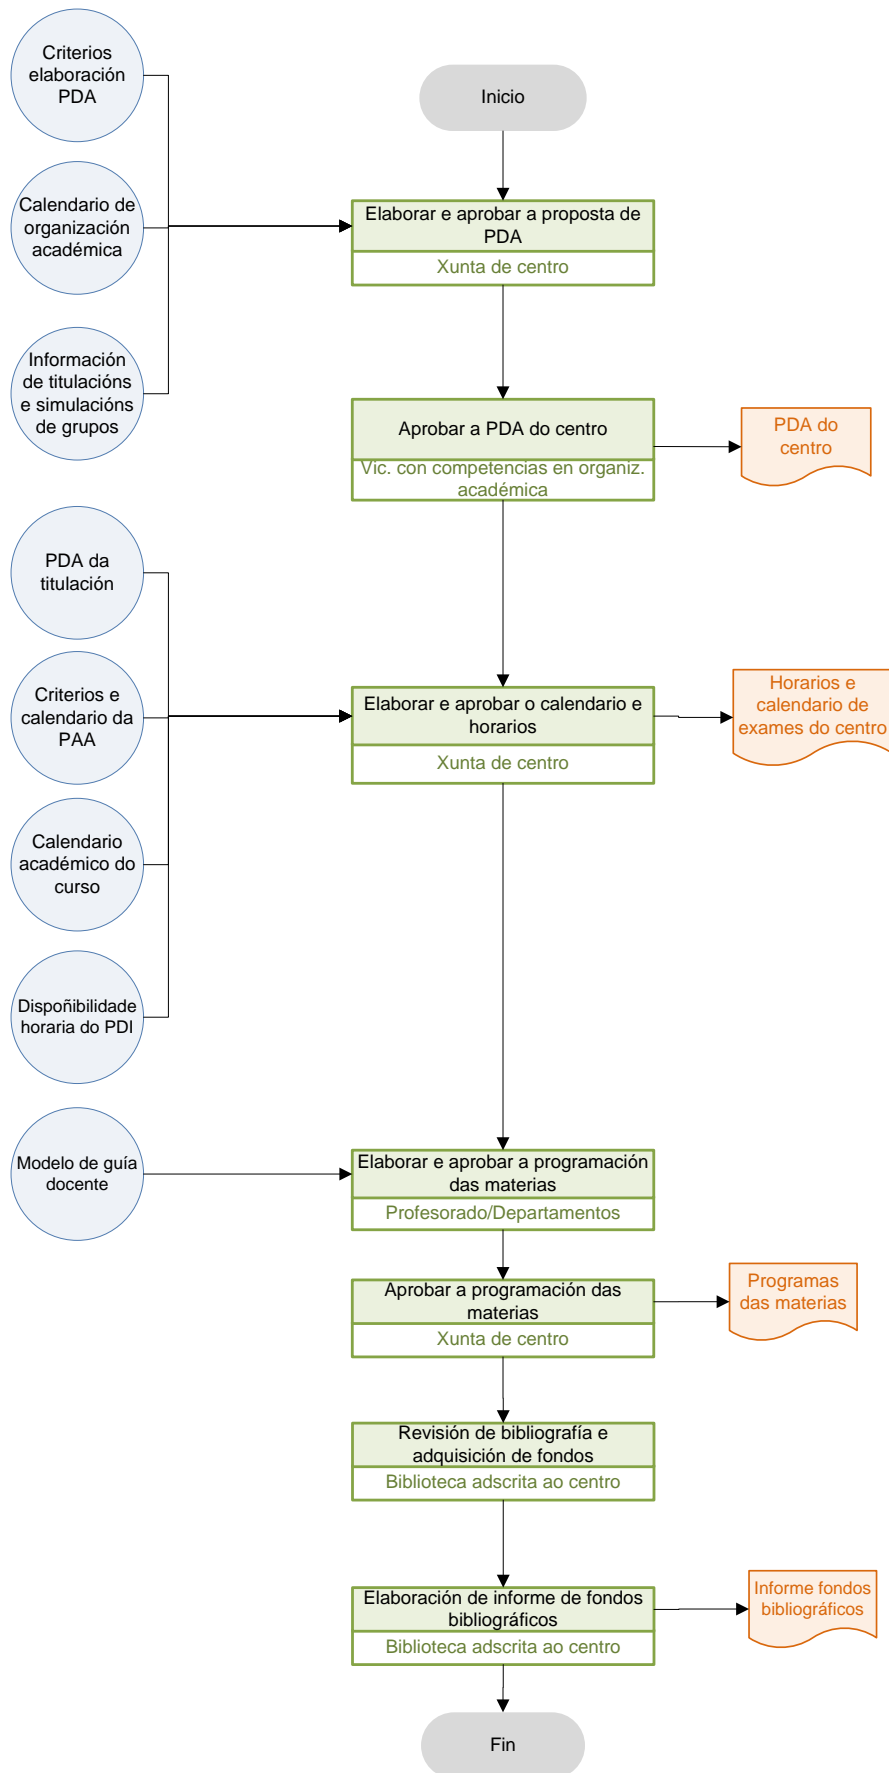 Criterios
elaboración
PDA
Inicio
Calendario de
organización
académica
Elaborar e aprobar a proposta de
PDA
Xunta de centro
Información
de titulacións
e simulacións
de grupos
Aprobar a PDA do centro
Vic. con competencias en organiz.
académica
PDA do
centro
PDA da
titulación
Criterios e
calendario da
PAA
Elaborar e aprobar o calendario e
horarios
Xunta de centro
Horarios e
calendario de
exames do centro
Calendario
académico do
curso
Dispoñibilidade
horaria do PDI
Modelo de guía
docente
Elaborar e aprobar a programación
das materias
Profesorado/Departamentos
Aprobar a programación das
materias
Xunta de centro
Programas
das materias
Revisión de bibliografía e
adquisición de fondos
Biblioteca adscrita ao centro
Elaboración de informe de fondos
bibliográficos
Biblioteca adscrita ao centro
Informe fondos
bibliográficos
Fin